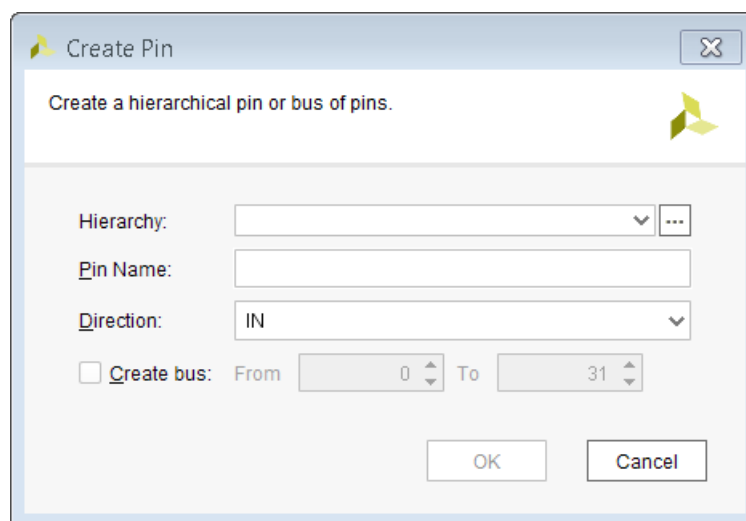 Create Pin
Create a hierarchical pin or bus of pins.
Hierarchy:
...
Pin Name:
Direction: IN
Create bus: From 0 To 31
OK Cancel